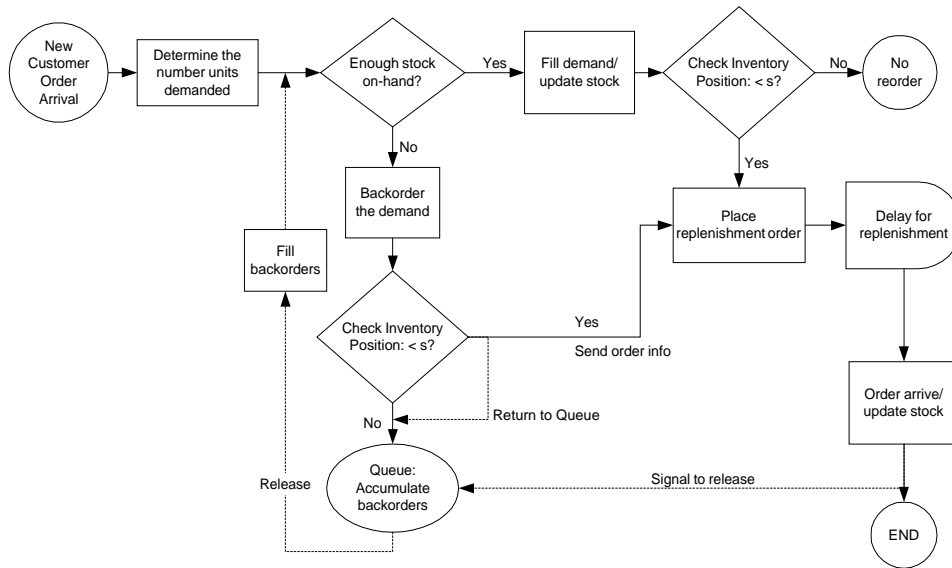 New
Customer
Order
Arrival
Determine the
number units
demanded
Enough stock
on-hand?
Yes
Fill demand/
update stock
Check Inventory
Position: < s?
No
No
reorder
No
Yes
Backorder
the demand
Place
replenishment order
Delay for
replenishment
Fill
backorders
Check Inventory
Position: < s?
Yes
Send order info
Order arrive/
update stock
Return to Queue
No
Queue:
Accumulate
backorders
Release
Signal to release
END